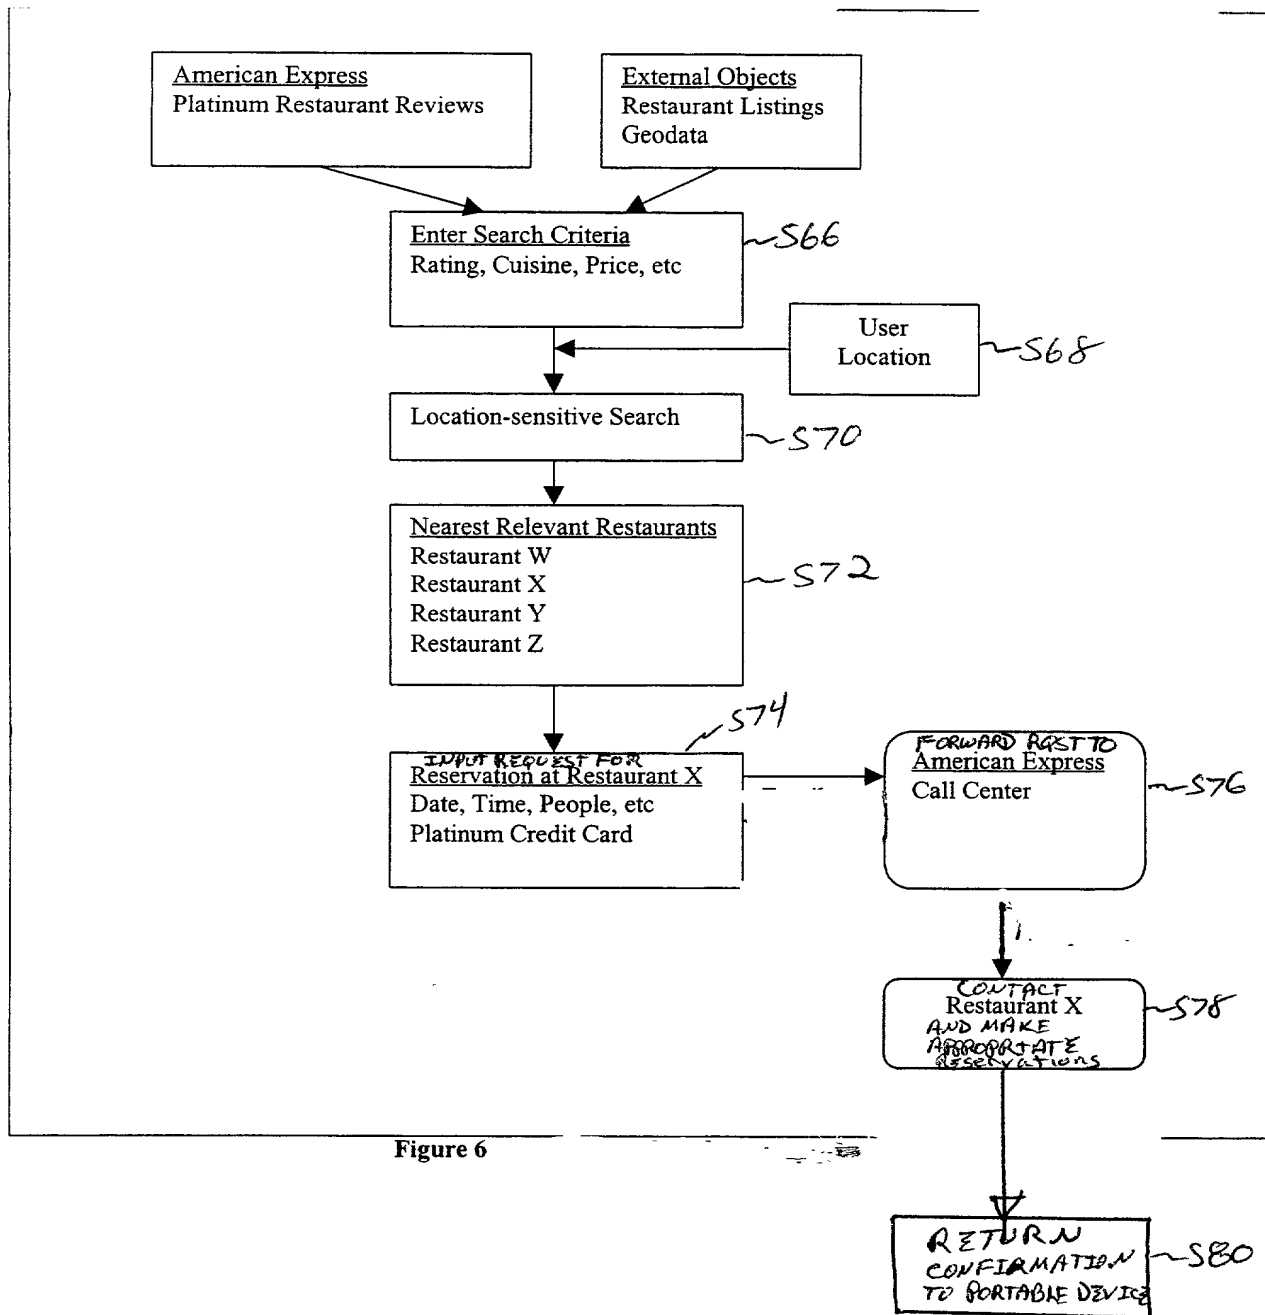 American Express
Platinum Restaurant Reviews
External Objects
Restaurant Listings
Geodata
Enter Search Criteria
Rating, Cuisine, Price, etc
S66
User
Location
S68
Location-sensitive Search
S70
Nearest Relevant Restaurants
Restaurant W
Restaurant X
Restaurant Y
Restaurant Z
S72
S74
INPUT REQUEST FOR
Reservation at Restaurant X
Date, Time, People, etc
Platinum Credit Card
FORWARD RQST TO
American Express
Call Center
S76
CONTACT
Restaurant X
AND MAKE
APPROPRIATE
RESERVATIONS
S78
Figure 6
RETURN
CONFIRMATION
TO PORTABLE DEVICE
S80